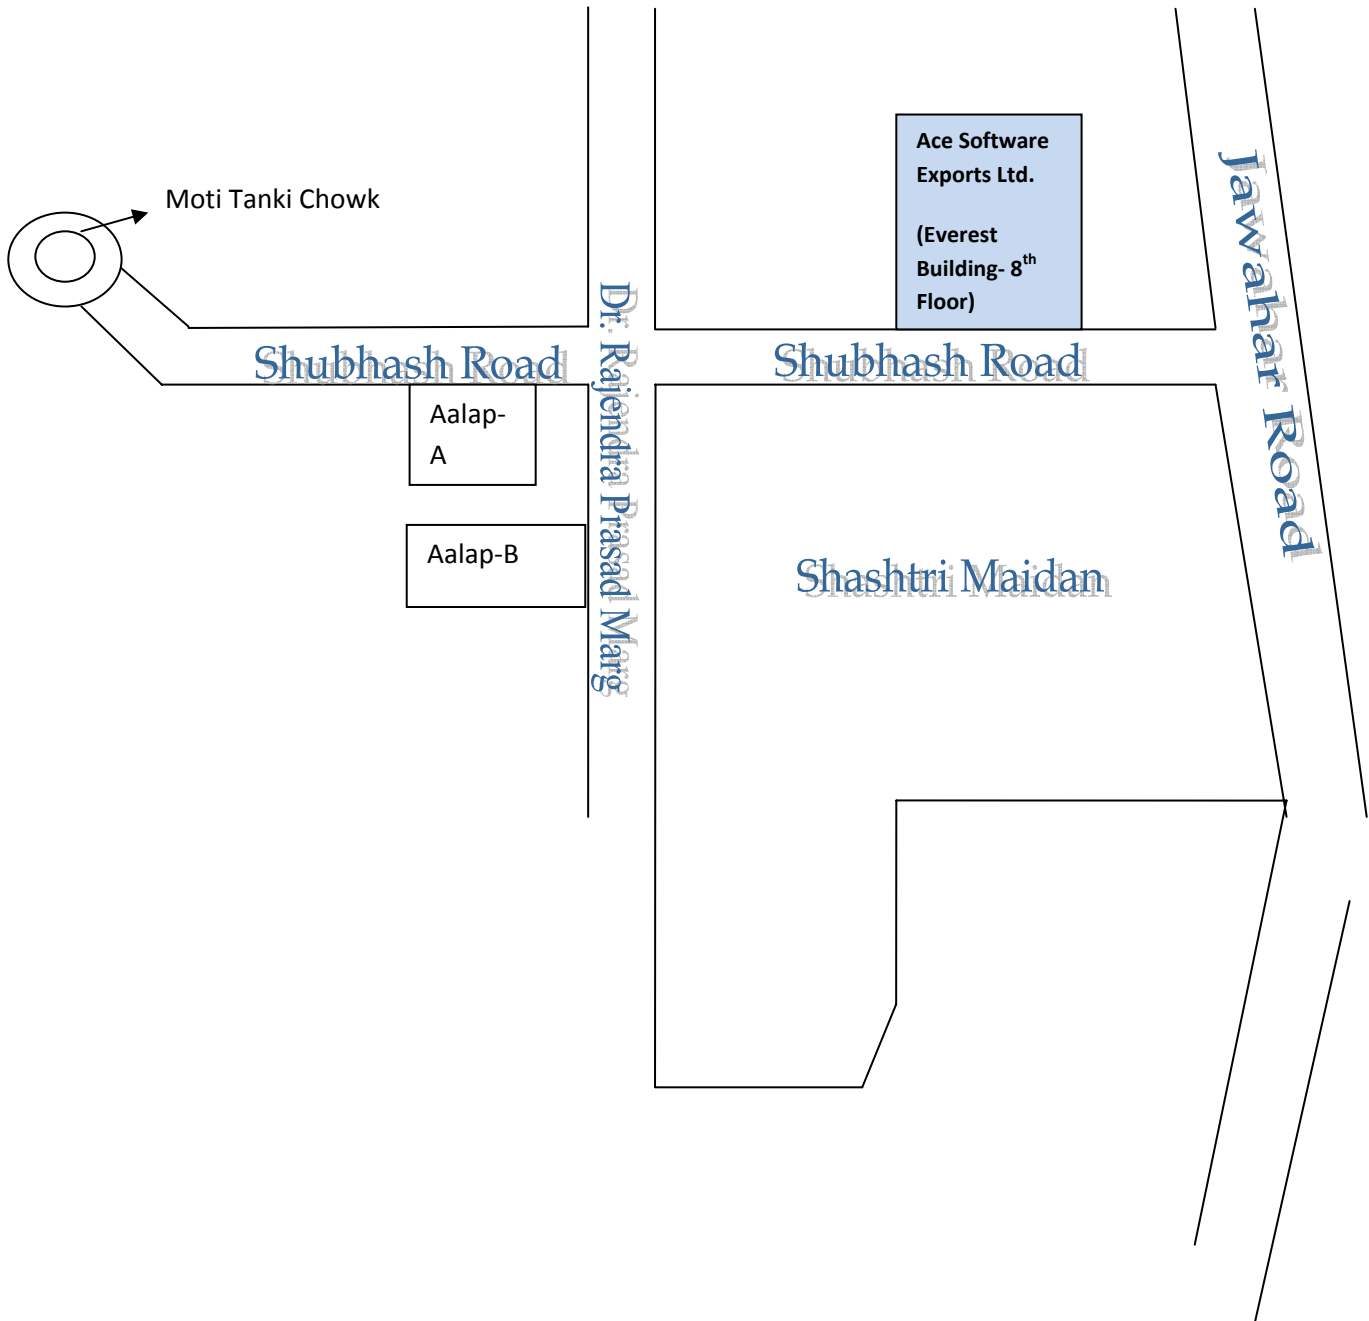 Ace Software
Exports Ltd.
(Everest
Building- 8th
Floor)
Moti Tanki Chowk
Jawahar Road
Dr. Rajendra Prasad Marg
Shubhash Road
Shubhash Road
Aalap-
A
Aalap-B
Shashtri Maidan